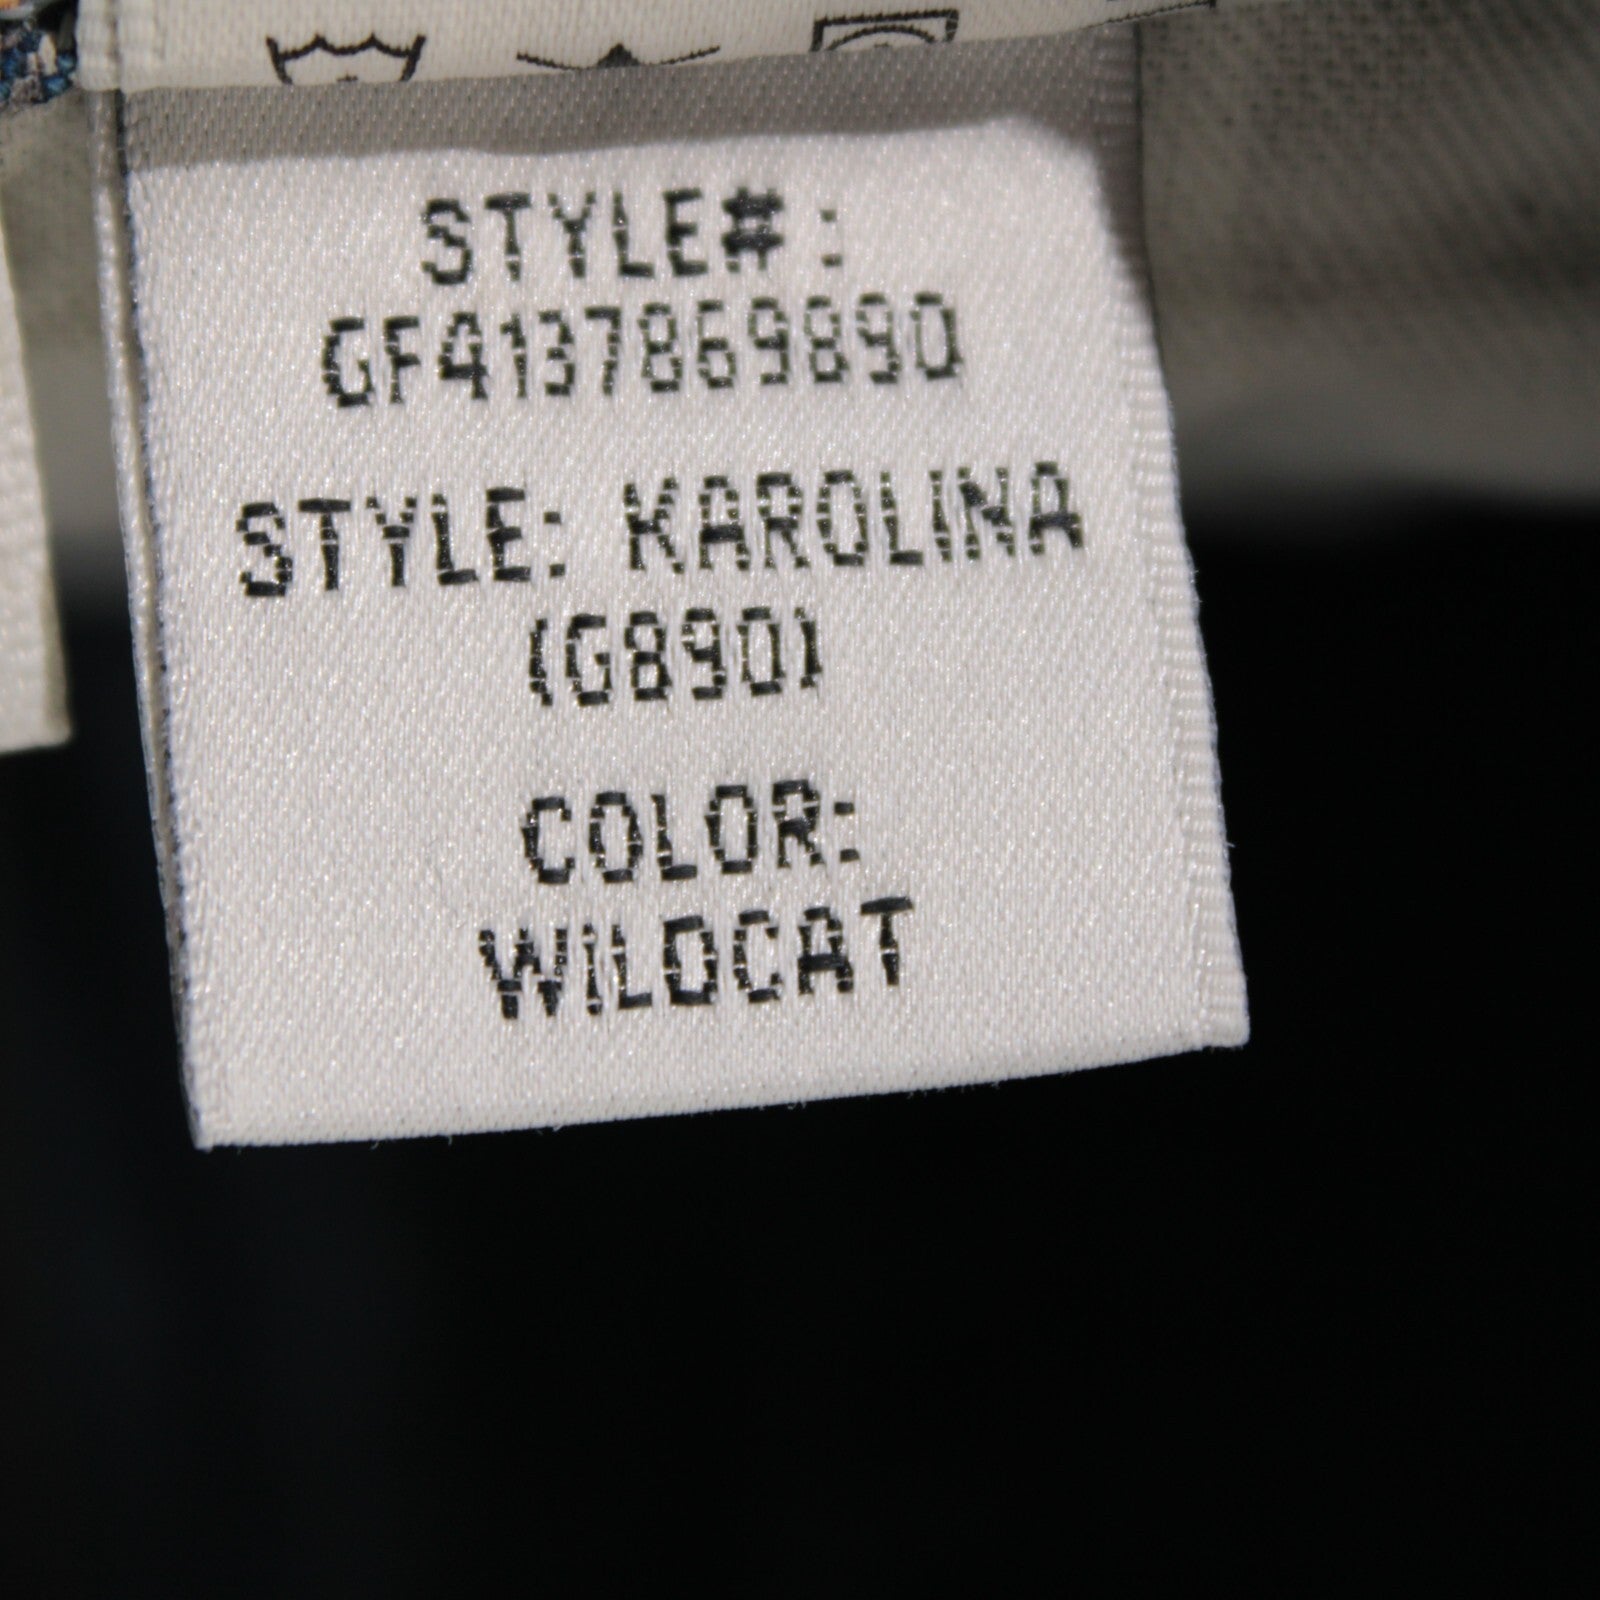 STYLE#:
GF4137869890
STYLE: KAROLINA
(G890)
COLOR:
WILDCAT